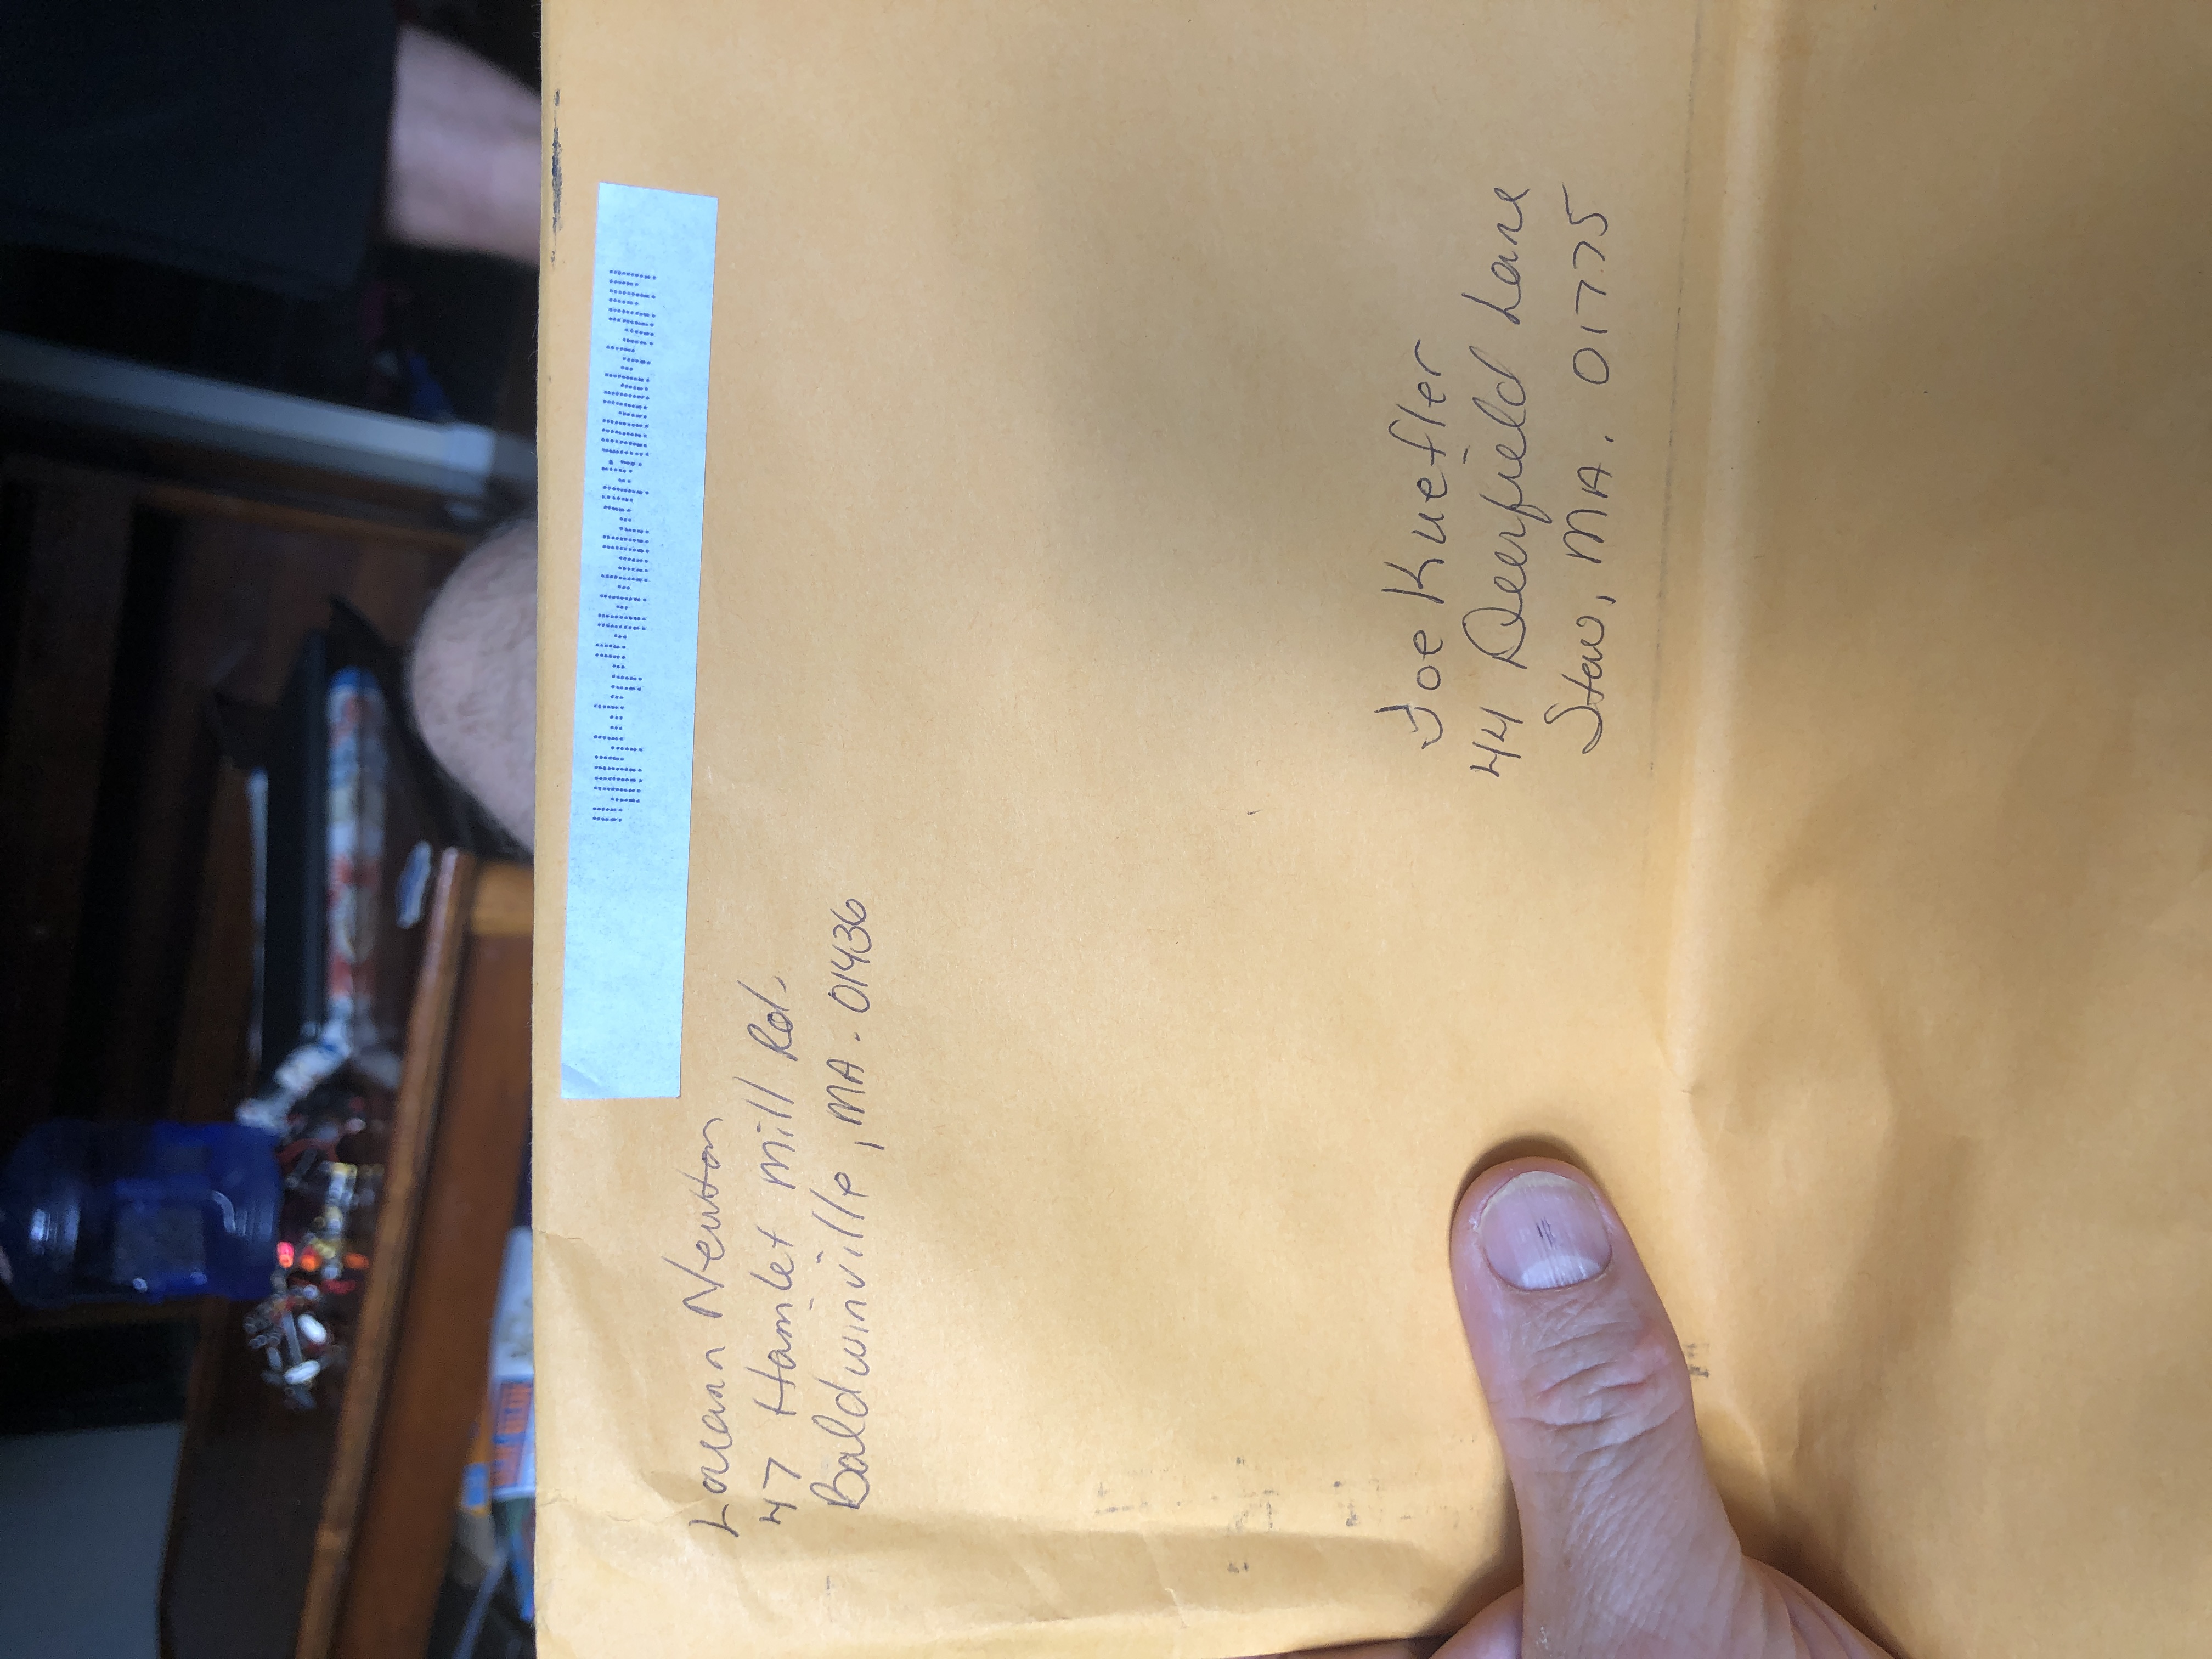 Lorean Newton
47 Hamlet Mill Rd.
Baldwinville, MA. 01436
Joe Kuefler
44 Deerfield Lane
Stow, MA. 01775